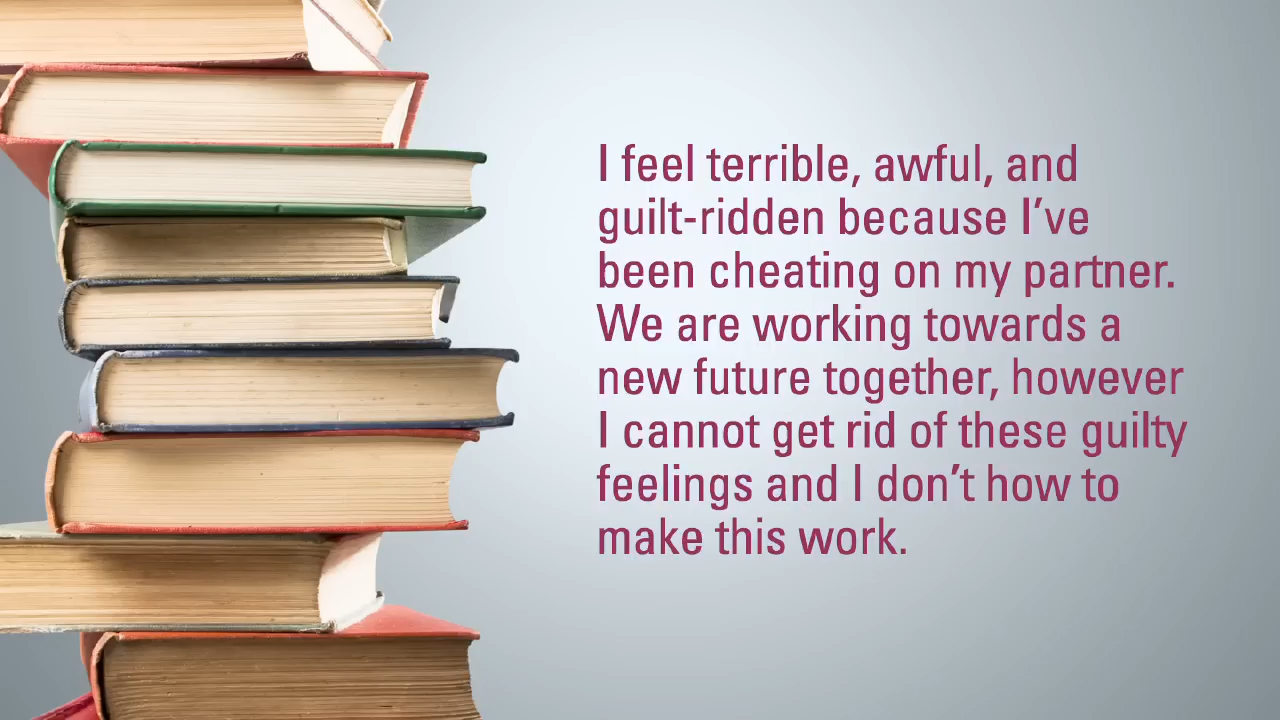 I feel terrible, awful, and
guilt-ridden because I’ve
been cheating on my partner.
We are working towards a
new future together, however
I cannot get rid of these guilty
feelings and I don’t how to
make this work.